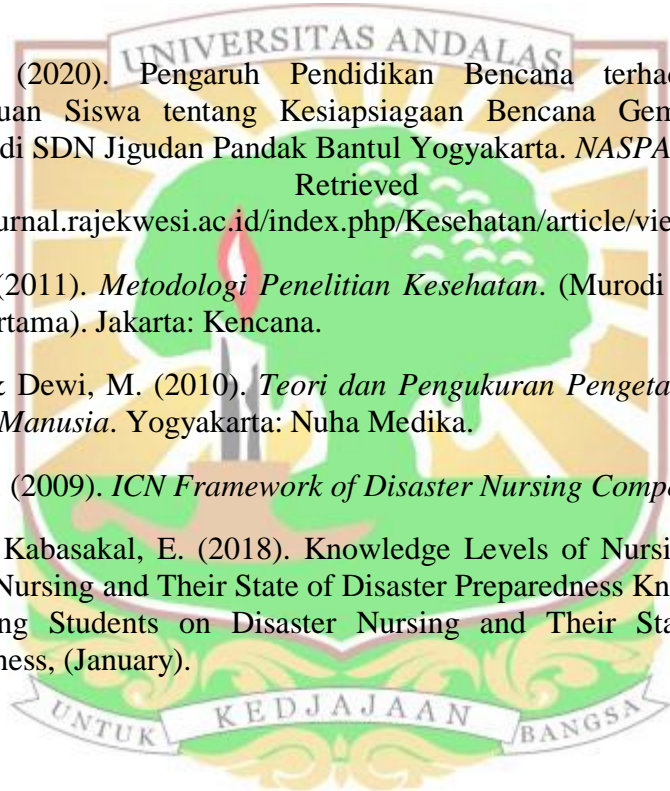 UNIVERSITAS ANDALAS
(2020). Pengaruh Pendidikan Bencana terha
uan Siswa tentang Kesiapsiagaan Bencana Gem
di SDN Jigudan Pandak Bantul Yogyakarta. NASPA
Retrieved
urnal.rajekwesi.ac.id/index.php/Kesehatan/article/vie
(2011). Metodologi Penelitian Kesehatan. (Murodi
rtama). Jakarta: Kencana.
& Dewi, M. (2010). Teori dan Pengukuran Pengeta
Manusia. Yogyakarta: Nuha Medika.
(2009). ICN Framework of Disaster Nursing Compe
Kabasakal, E. (2018). Knowledge Levels of Nursi
Nursing and Their State of Disaster Preparedness Kn
ng Students on Disaster Nursing and Their Sta
ness, (January).
UNTUK KEDJAJAAN BANGSA